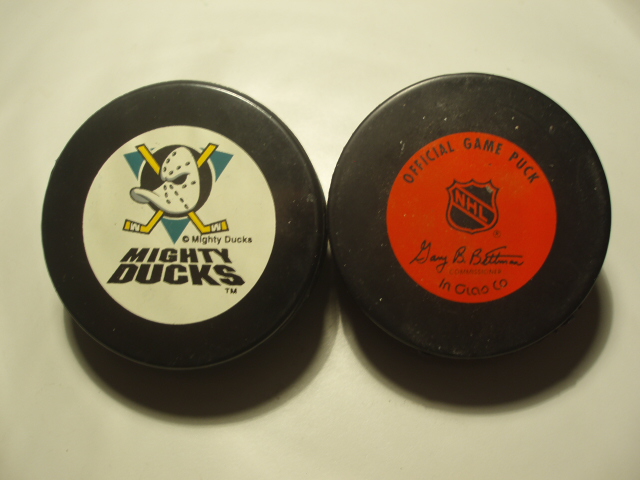 © Mighty Ducks
MIGHTY
DUCKS
TM
OFFICIAL GAME PUCK
NHL
®
Gary B. Bettman
COMMISSIONER
In Glas Co